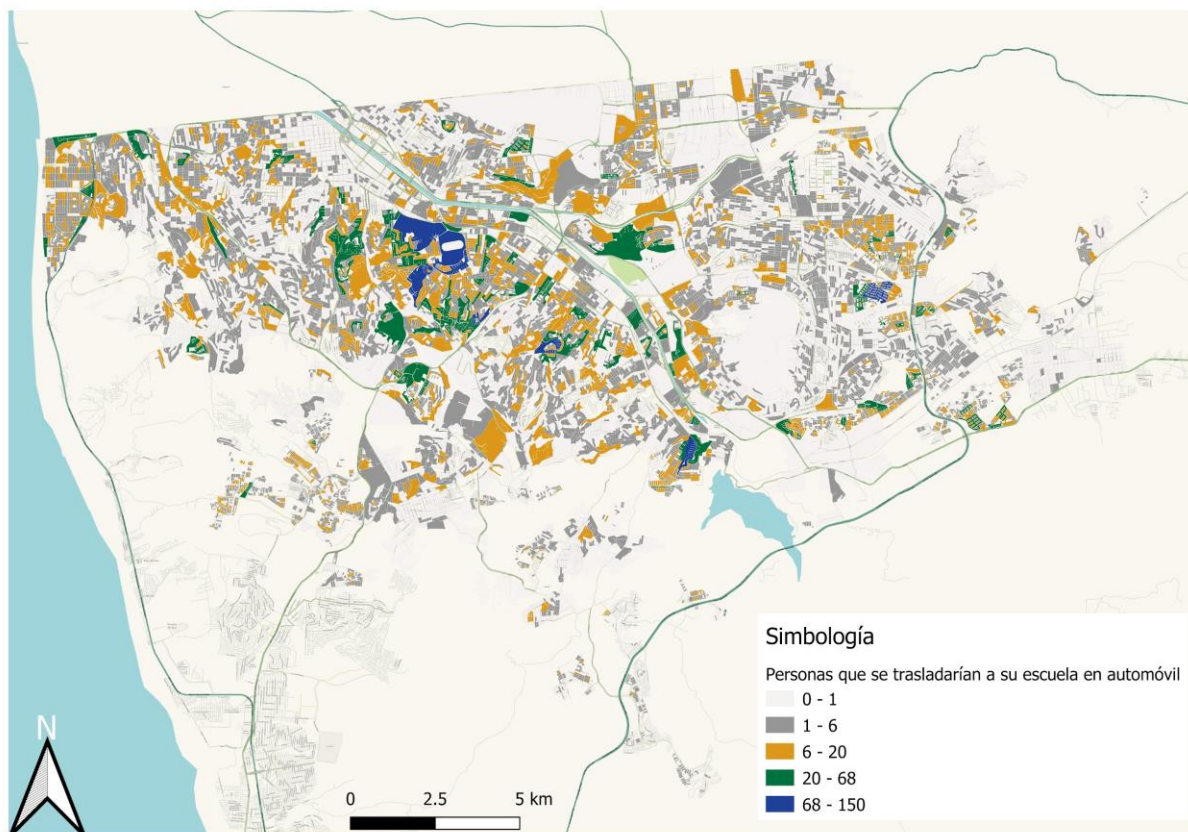 Simbología
Personas que se trasladarían a su escuela en automóvil
0 - 1
1 - 6
6 - 20
20 - 68
68 - 150
N
0 2.5 5 km